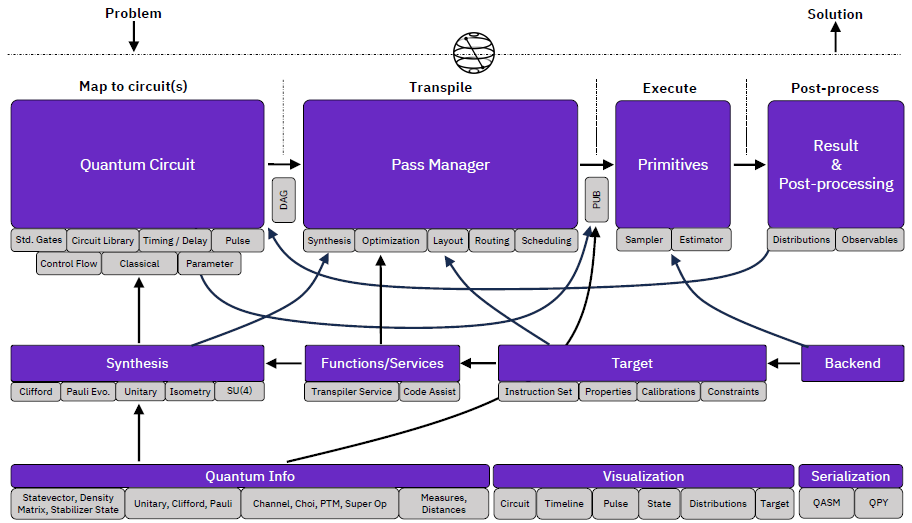 Problem
Solution
Map to circuit(s)
Transpile
Execute
Post-process
Quantum Circuit
DAG
Pass Manager
PUB
Primitives
Result
&
Post-processing
Std. Gates
Circuit Library
Timing / Delay
Pulse
Control Flow
Classical
Parameter
Synthesis
Optimization
Layout
Routing
Scheduling
Sampler
Estimator
Distributions
Observables
Synthesis
Clifford
Pauli Evo.
Unitary
Isometry
SU(4)
Functions/Services
Transpiler Service
Code Assist
Target
Instruction Set
Properties
Calibrations
Constraints
Backend
Quantum Info
Statevector, Density
Matrix, Stabilizer State
Unitary, Clifford, Pauli
Channel, Choi, PTM, Super Op
Measures,
Distances
Visualization
Circuit
Timeline
Pulse
State
Distributions
Target
Serialization
QASM
QPY